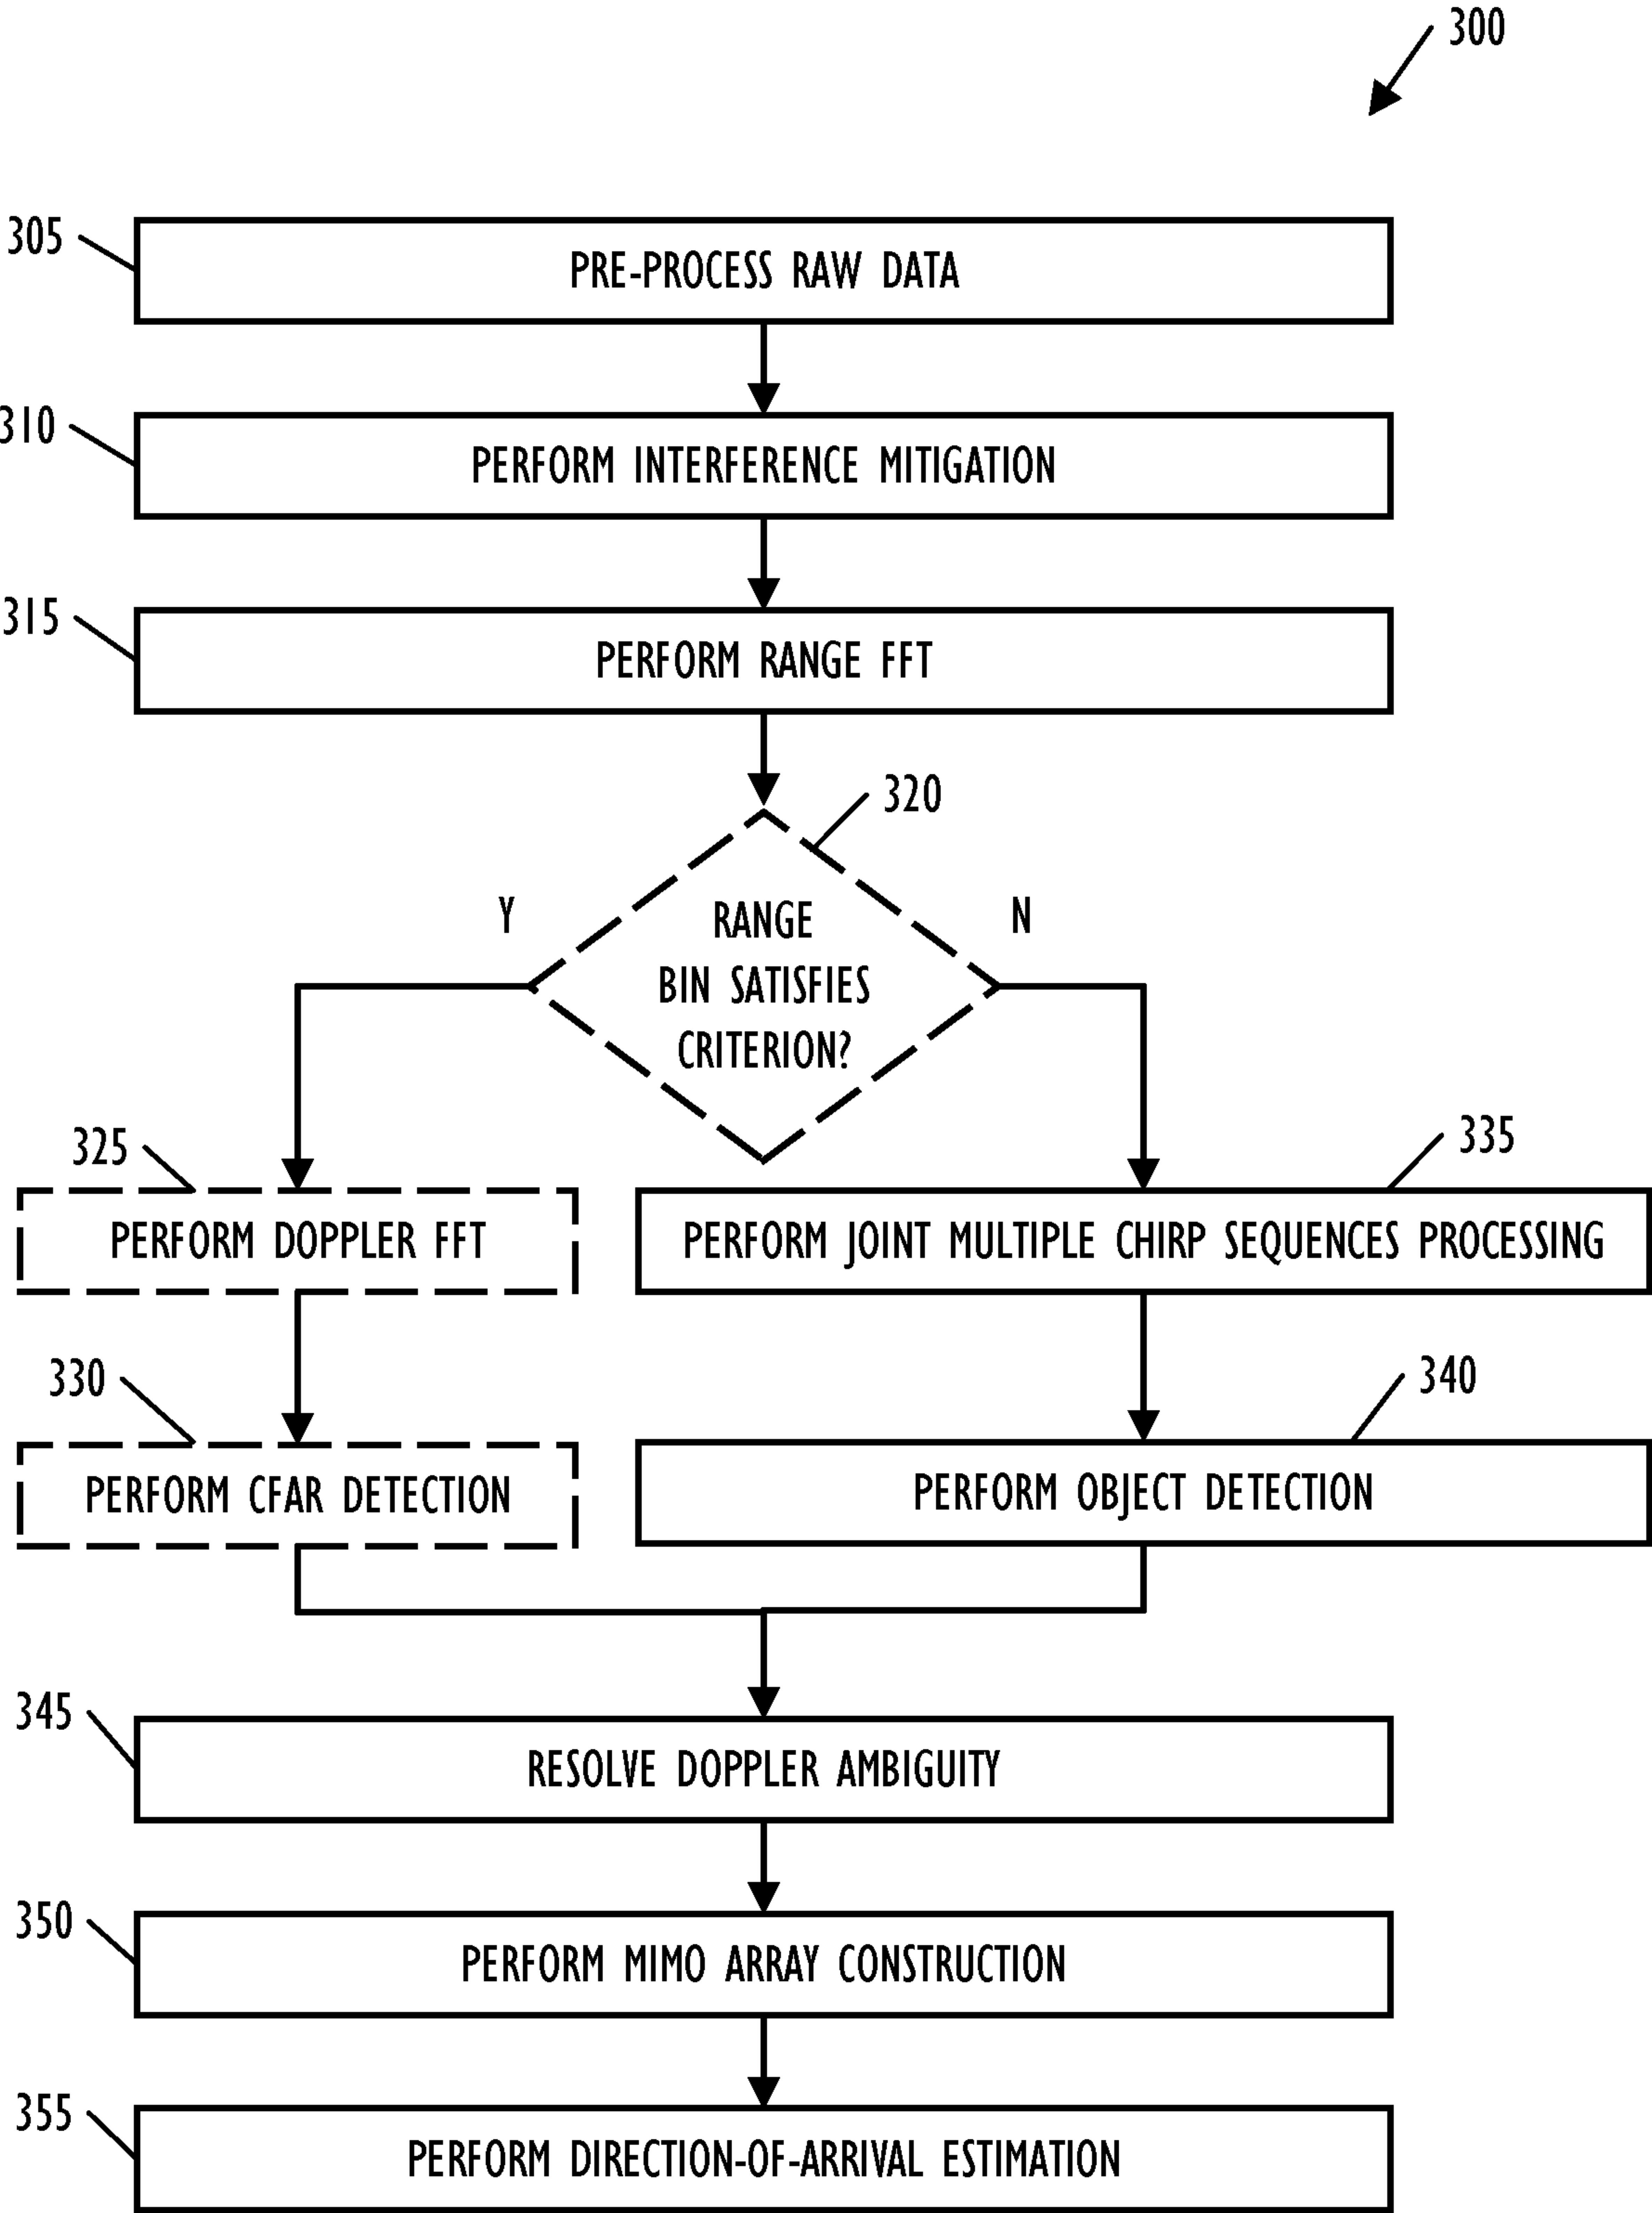 300
305
PRE-PROCESS RAW DATA
310
PERFORM INTERFERENCE MITIGATION
315
PERFORM RANGE FFT
320
Y
N
RANGE
BIN SATISFIES
CRITERION?
325
335
PERFORM DOPPLER FFT
PERFORM JOINT MULTIPLE CHIRP SEQUENCES PROCESSING
330
340
PERFORM CFAR DETECTION
PERFORM OBJECT DETECTION
345
RESOLVE DOPPLER AMBIGUITY
350
PERFORM MIMO ARRAY CONSTRUCTION
355
PERFORM DIRECTION-OF-ARRIVAL ESTIMATION